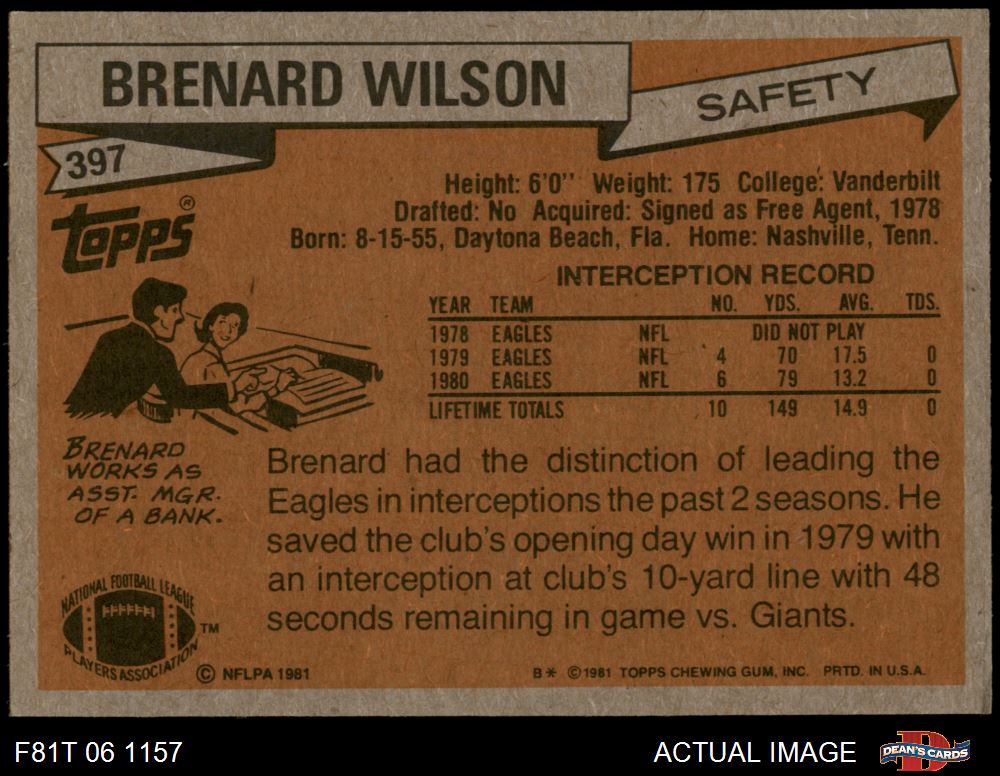 BRENARD WILSON
SAFETY
397
TOPPS®
Height: 6'0'' Weight: 175 College: Vanderbilt
Drafted: No Acquired: Signed as Free Agent, 1978
Born: 8-15-55, Daytona Beach, Fla. Home: Nashville, Tenn.
INTERCEPTION RECORD
YEAR TEAM NO. YDS. AVG. TDS.
1978 EAGLES NFL DID NOT PLAY
1979 EAGLES NFL 4 70 17.5 0
1980 EAGLES NFL 6 79 13.2 0
LIFETIME TOTALS 10 149 14.9 0
BRENARD
WORKS AS
ASST. MGR.
OF A BANK.
Brenard had the distinction of leading the
Eagles in interceptions the past 2 seasons. He
saved the club's opening day win in 1979 with
an interception at club's 10-yard line with 48
seconds remaining in game vs. Giants.
NATIONAL FOOTBALL LEAGUE
PLAYERS ASSOCIATION
TM
© NFLPA 1981
B* ©1981 TOPPS CHEWING GUM, INC. PRTD. IN U.S.A.
F81T 06 1157
ACTUAL IMAGE
D
DEAN'S CARDS